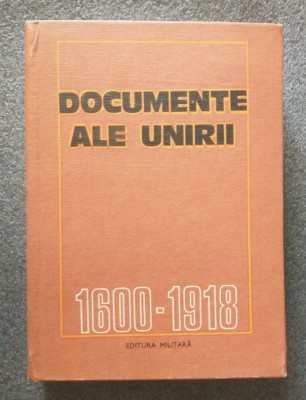 DOCUMENTE
ALE UNIRII
1600-1918
EDITURA MILITARĂ